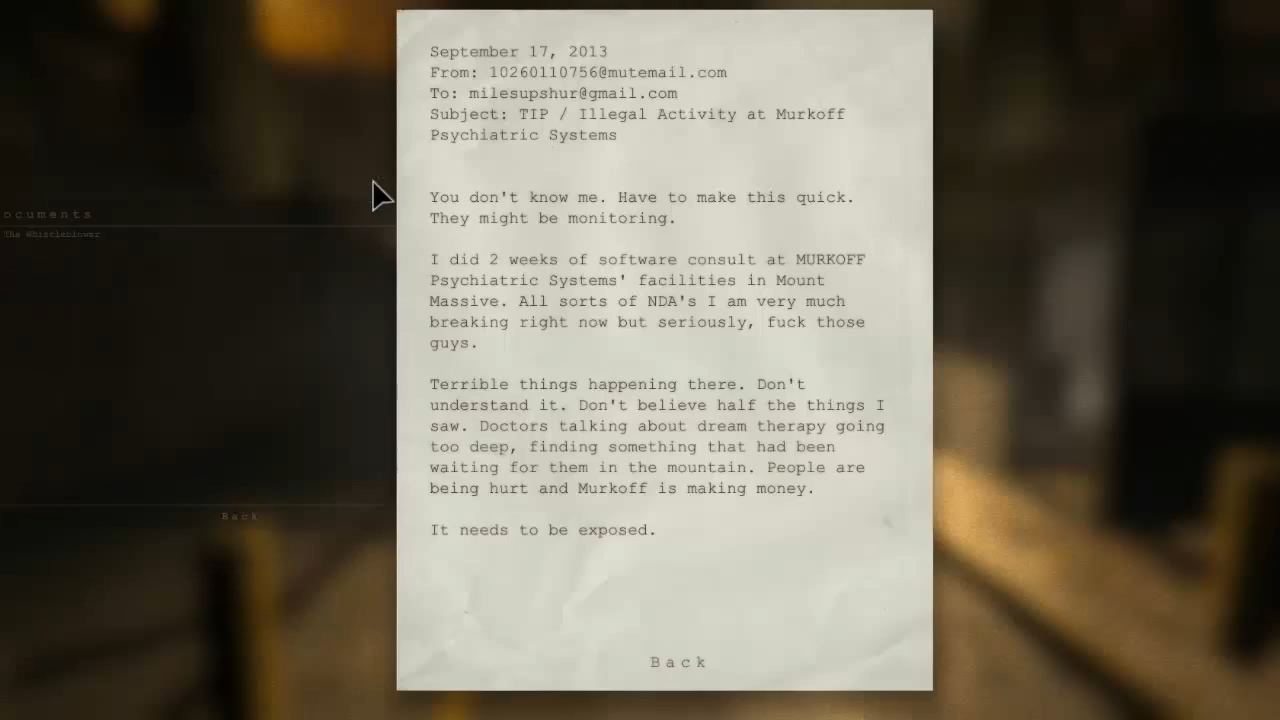 September 17, 2013
From: 10260110756@mutemail.com
To: milesupshur@gmail.com
Subject: TIP / Illegal Activity at Murkoff
Psychiatric Systems
You don't know me. Have to make this quick.
They might be monitoring.
I did 2 weeks of software consult at MURKOFF
Psychiatric Systems' facilities in Mount
Massive. All sorts of NDA's I am very much
breaking right now but seriously, fuck those
guys.
Terrible things happening there. Don't
understand it. Don't believe half the things I
saw. Doctors talking about dream therapy going
too deep, finding something that had been
waiting for them in the mountain. People are
being hurt and Murkoff is making money.
It needs to be exposed.
Back
ocuments
The Whistleblower
Back